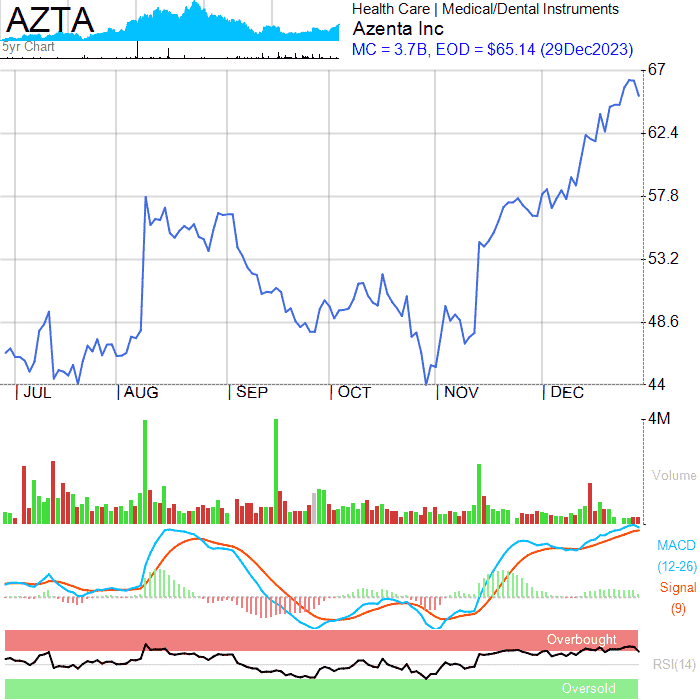 AZTA
5yr Chart
Health Care | Medical/Dental Instruments
Azenta Inc
MC = 3.7B, EOD = $65.14 (29Dec2023)
67
62.4
57.8
53.2
48.6
44
JUL AUG SEP OCT NOV DEC
4M
Volume
MACD
(12-26)
Signal
(9)
Overbought
RSI(14)
Oversold